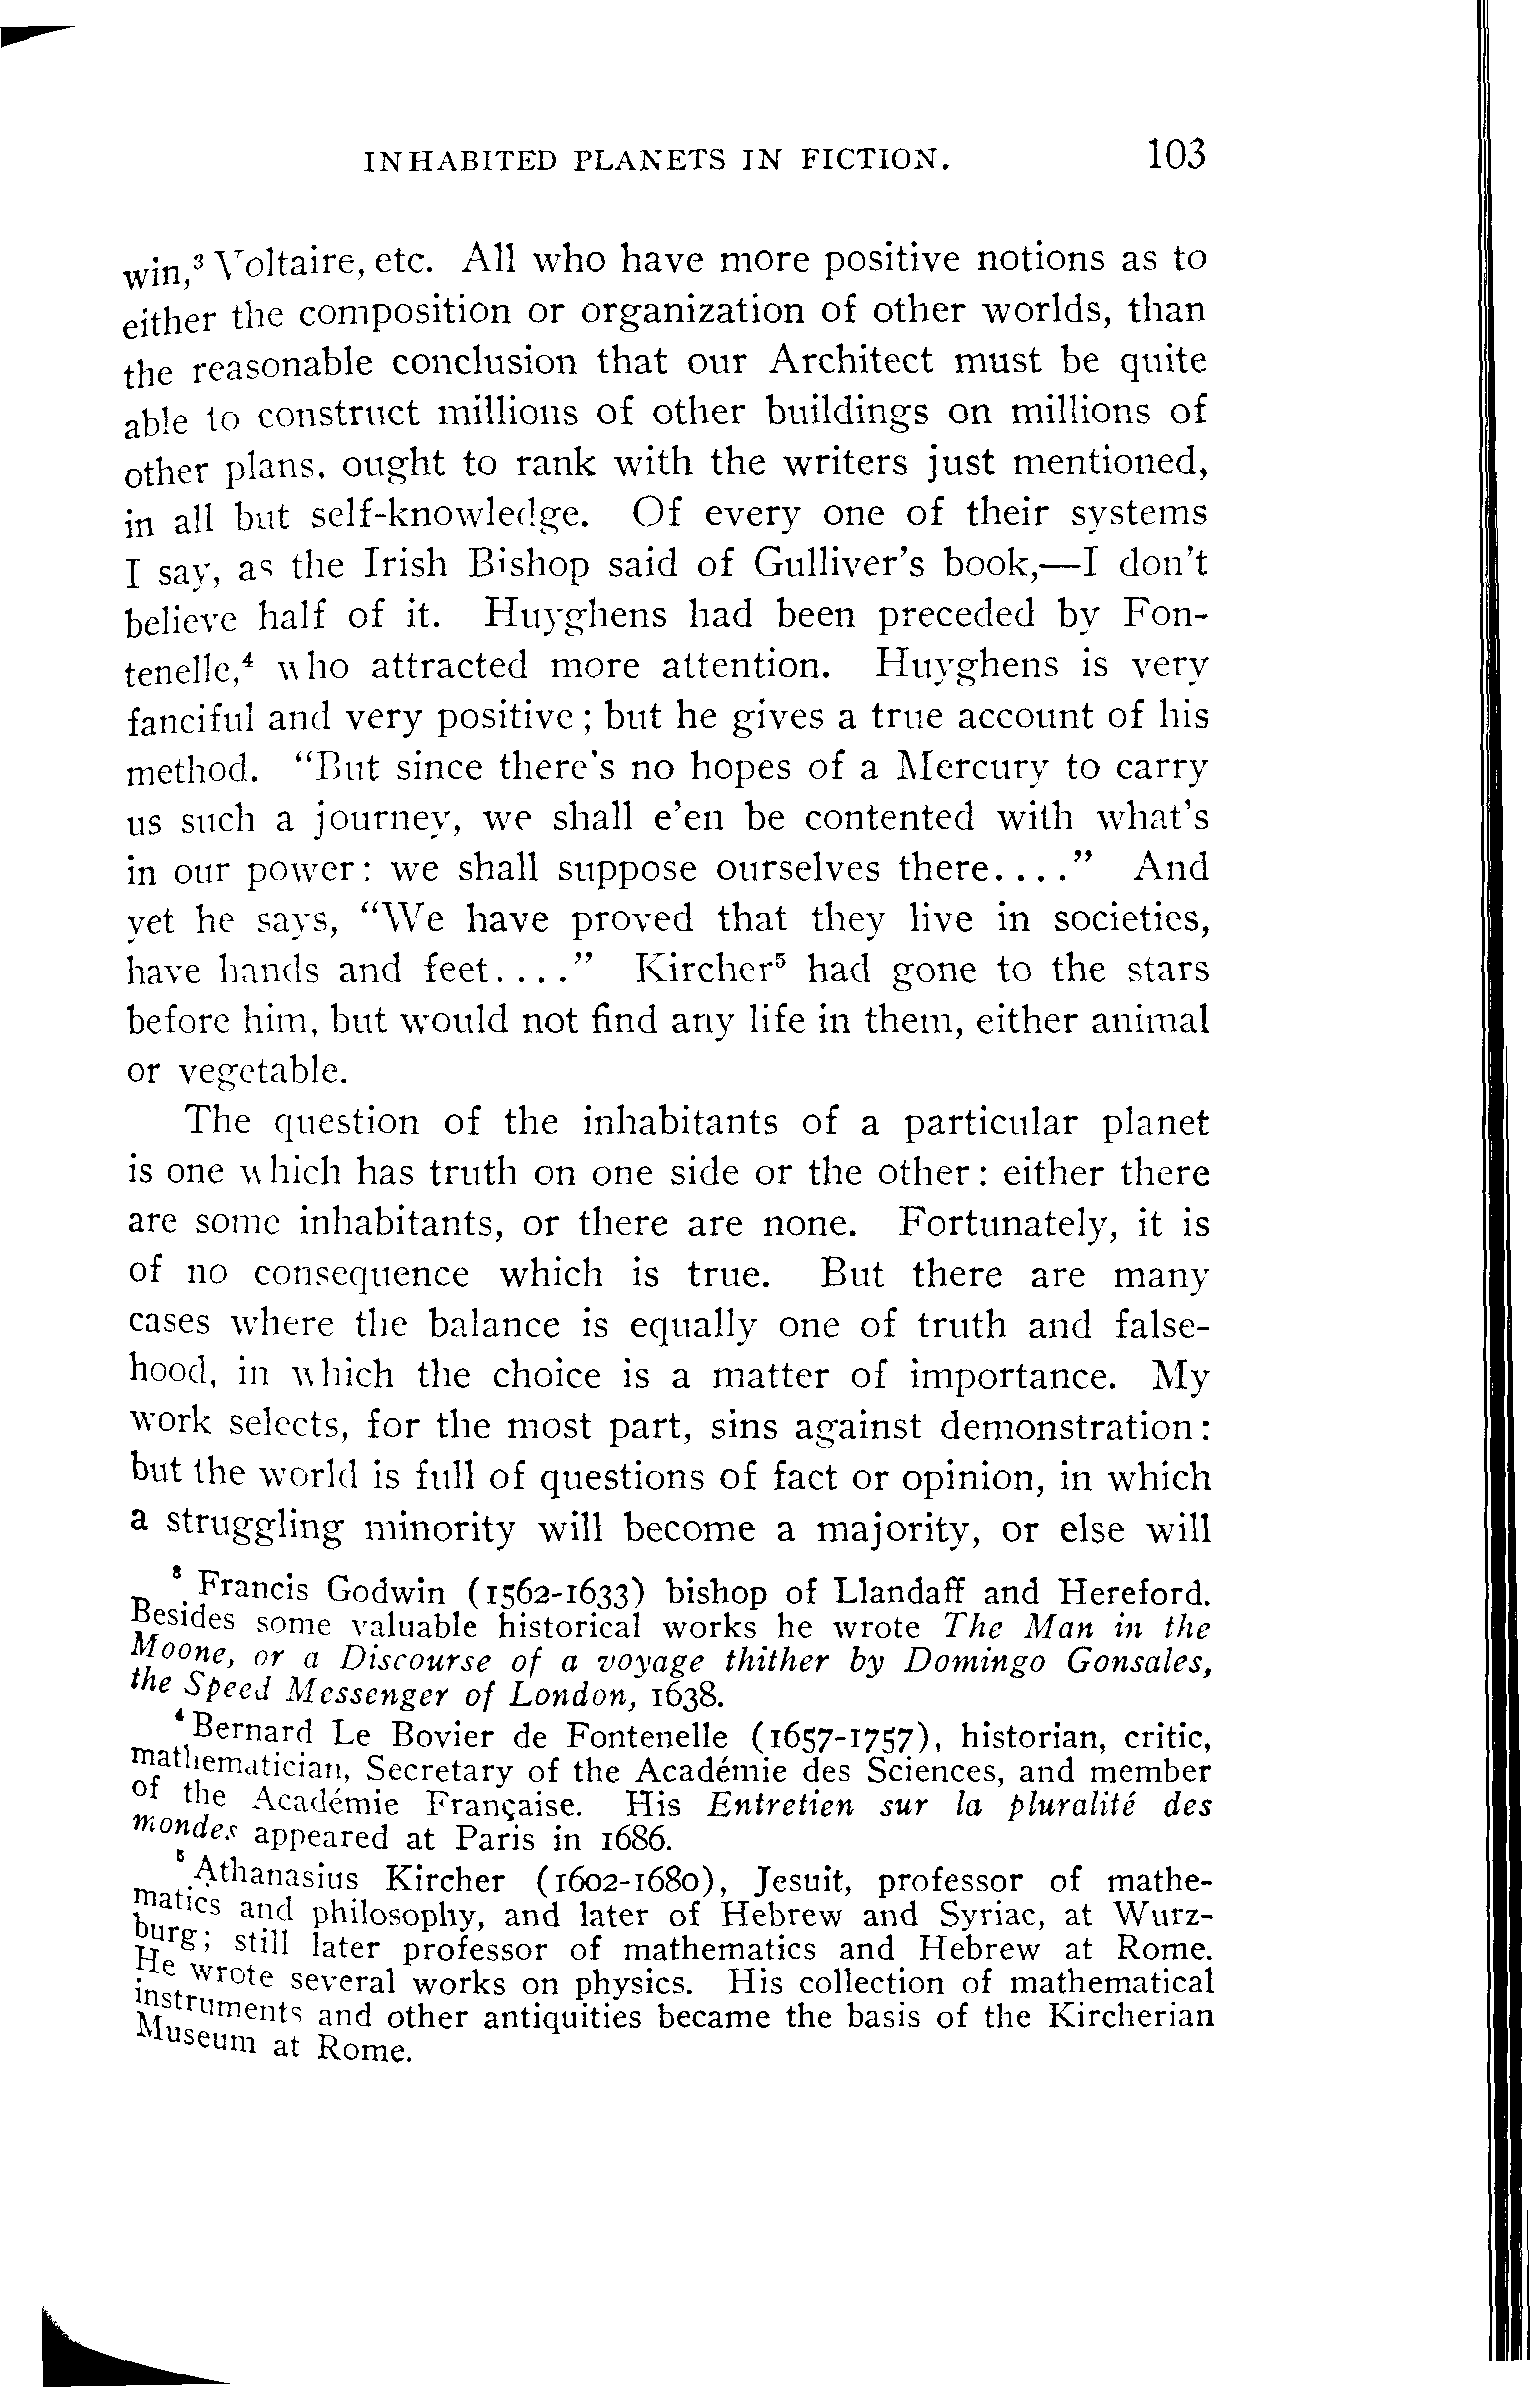 INHABITED PLANETS IN FICTION. 103
win,³ Voltaire, etc. All who have more positive notions as to
either the composition or organization of other worlds, than
the reasonable conclusion that our Architect must be quite
able to construct millions of other buildings on millions of
other plans, ought to rank with the writers just mentioned,
in all but self-knowledge. Of every one of their systems
I say, as the Irish Bishop said of Gulliver's book,—I don't
believe half of it. Huyghens had been preceded by Fon-
tenelle,⁴ who attracted more attention. Huyghens is very
fanciful and very positive; but he gives a true account of his
method. "But since there's no hopes of a Mercury to carry
us such a journey, we shall e'en be contented with what's
in our power: we shall suppose ourselves there...." And
yet he says, "We have proved that they live in societies,
have hands and feet...." Kircher⁵ had gone to the stars
before him, but would not find any life in them, either animal
or vegetable.
The question of the inhabitants of a particular planet
is one which has truth on one side or the other: either there
are some inhabitants, or there are none. Fortunately, it is
of no consequence which is true. But there are many
cases where the balance is equally one of truth and false-
hood, in which the choice is a matter of importance. My
work selects, for the most part, sins against demonstration:
but the world is full of questions of fact or opinion, in which
a struggling minority will become a majority, or else will
³ Francis Godwin (1562-1633) bishop of Llandaff and Hereford.
Besides some valuable historical works he wrote The Man in the
Moone, or a Discourse of a voyage thither by Domingo Gonsales,
the Speed Messenger of London, 1638.
⁴ Bernard Le Bovier de Fontenelle (1657-1757), historian, critic,
mathematician, Secretary of the Académie des Sciences, and member
of the Académie Française. His Entretien sur la pluralité des
mondes appeared at Paris in 1686.
⁵ Athanasius Kircher (1602-1680), Jesuit, professor of mathe-
matics and philosophy, and later of Hebrew and Syriac, at Wurz-
burg; still later professor of mathematics and Hebrew at Rome.
He wrote several works on physics. His collection of mathematical
instruments and other antiquities became the basis of the Kircherian
Museum at Rome.